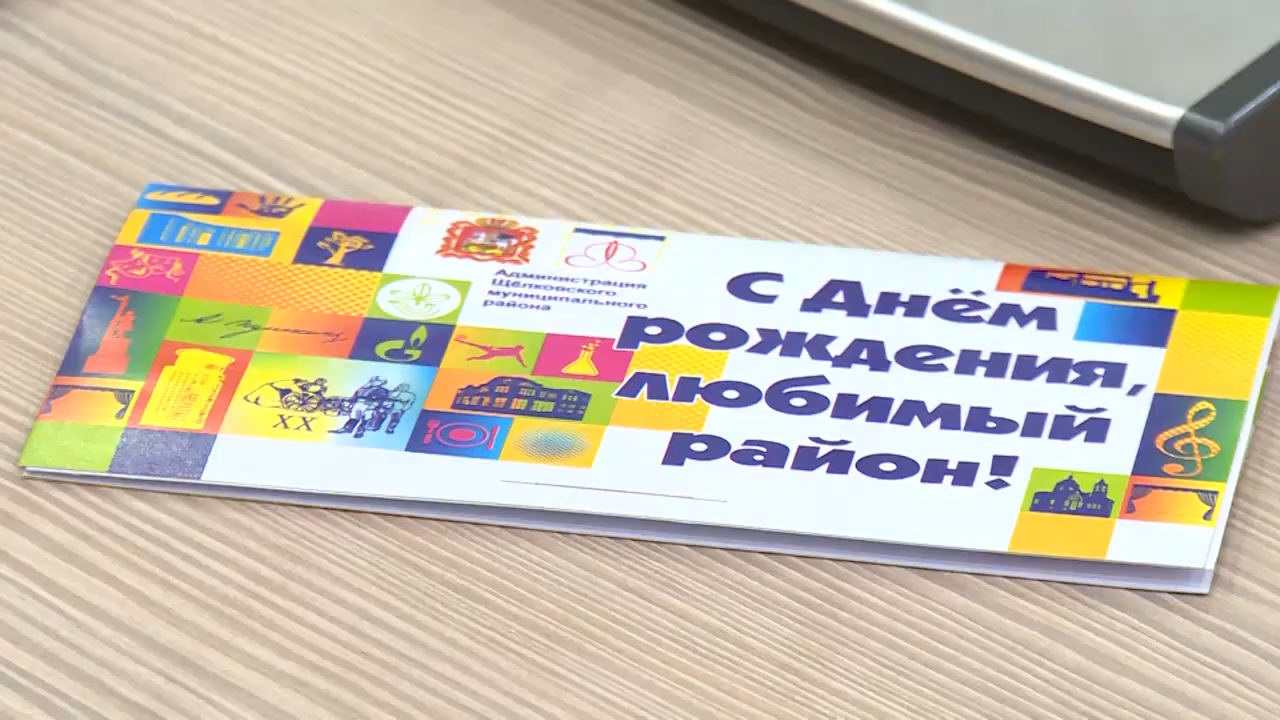 Администрация
Щёлковского
муниципального
района
С Днём
рождения,
любимый
район!
XX